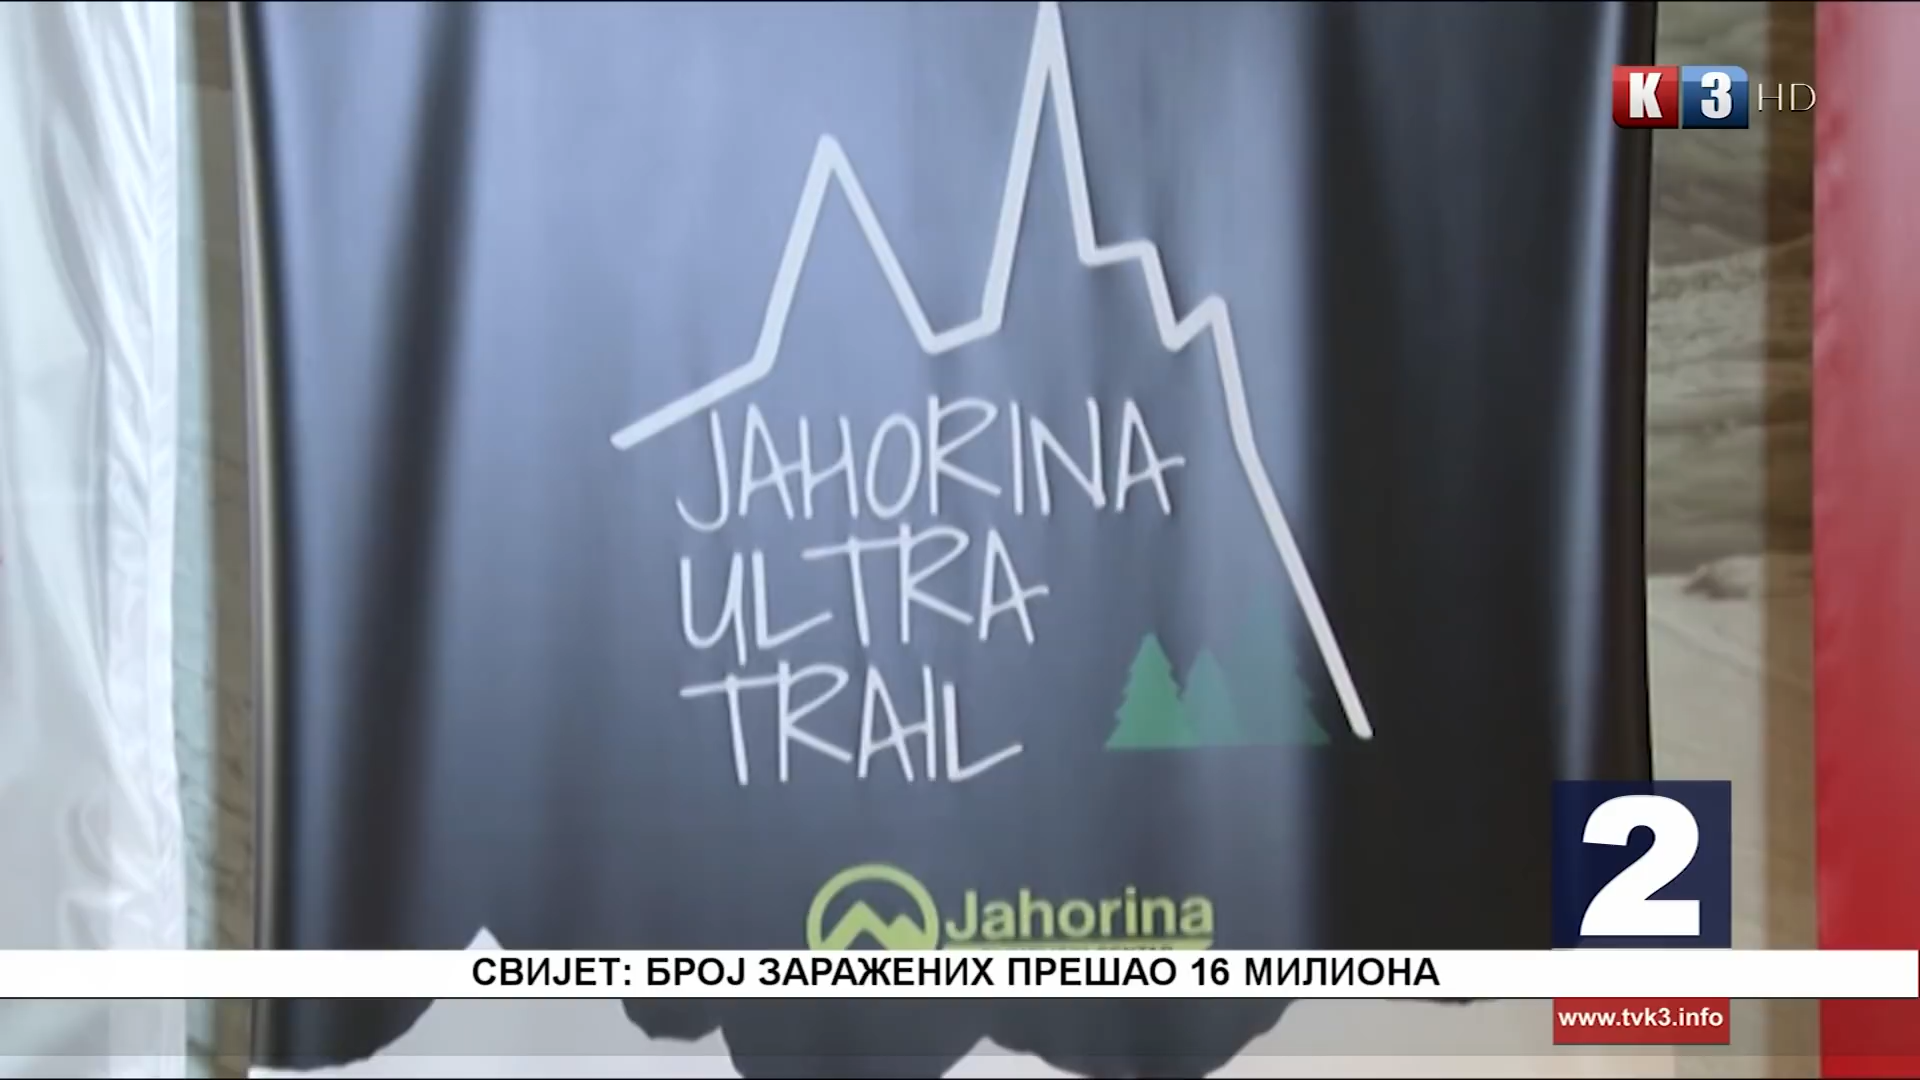 K3 HD
JAHORINA
ULTRA
TRAIL
Jahorina
2
СВИЈЕТ: БРОЈ ЗАРАЖЕНИХ ПРЕШАО 16 МИЛИОНА
www.tvk3.info